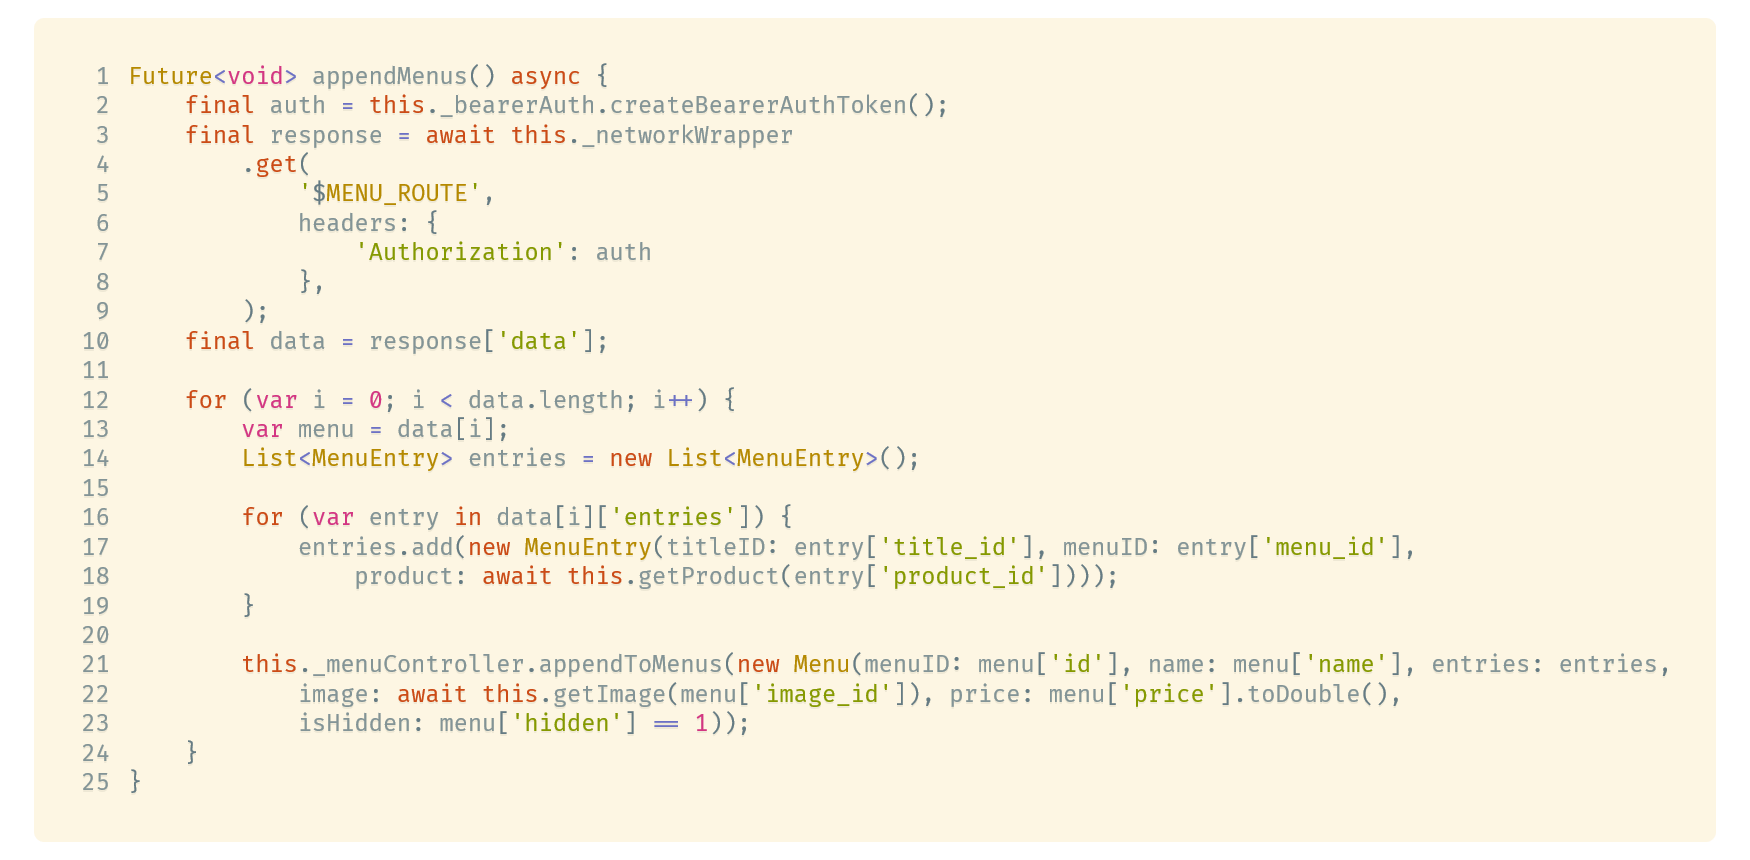 1 Future<void> appendMenus() async {
2     final auth = this._bearerAuth.createBearerAuthToken();
3     final response = await this._networkWrapper
4         .get(
5             '$MENU_ROUTE',
6             headers: {
7                 'Authorization': auth
8             },
9         );
10     final data = response['data'];
11
12     for (var i = 0; i < data.length; i++) {
13         var menu = data[i];
14         List<MenuEntry> entries = new List<MenuEntry>();
15
16         for (var entry in data[i]['entries']) {
17             entries.add(new MenuEntry(titleID: entry['title_id'], menuID: entry['menu_id'],
18                 product: await this.getProduct(entry['product_id'])));
19         }
20
21         this._menuController.appendToMenus(new Menu(menuID: menu['id'], name: menu['name'], entries: entries,
22             image: await this.getImage(menu['image_id']), price: menu['price'].toDouble(),
23             isHidden: menu['hidden'] == 1));
24     }
25 }